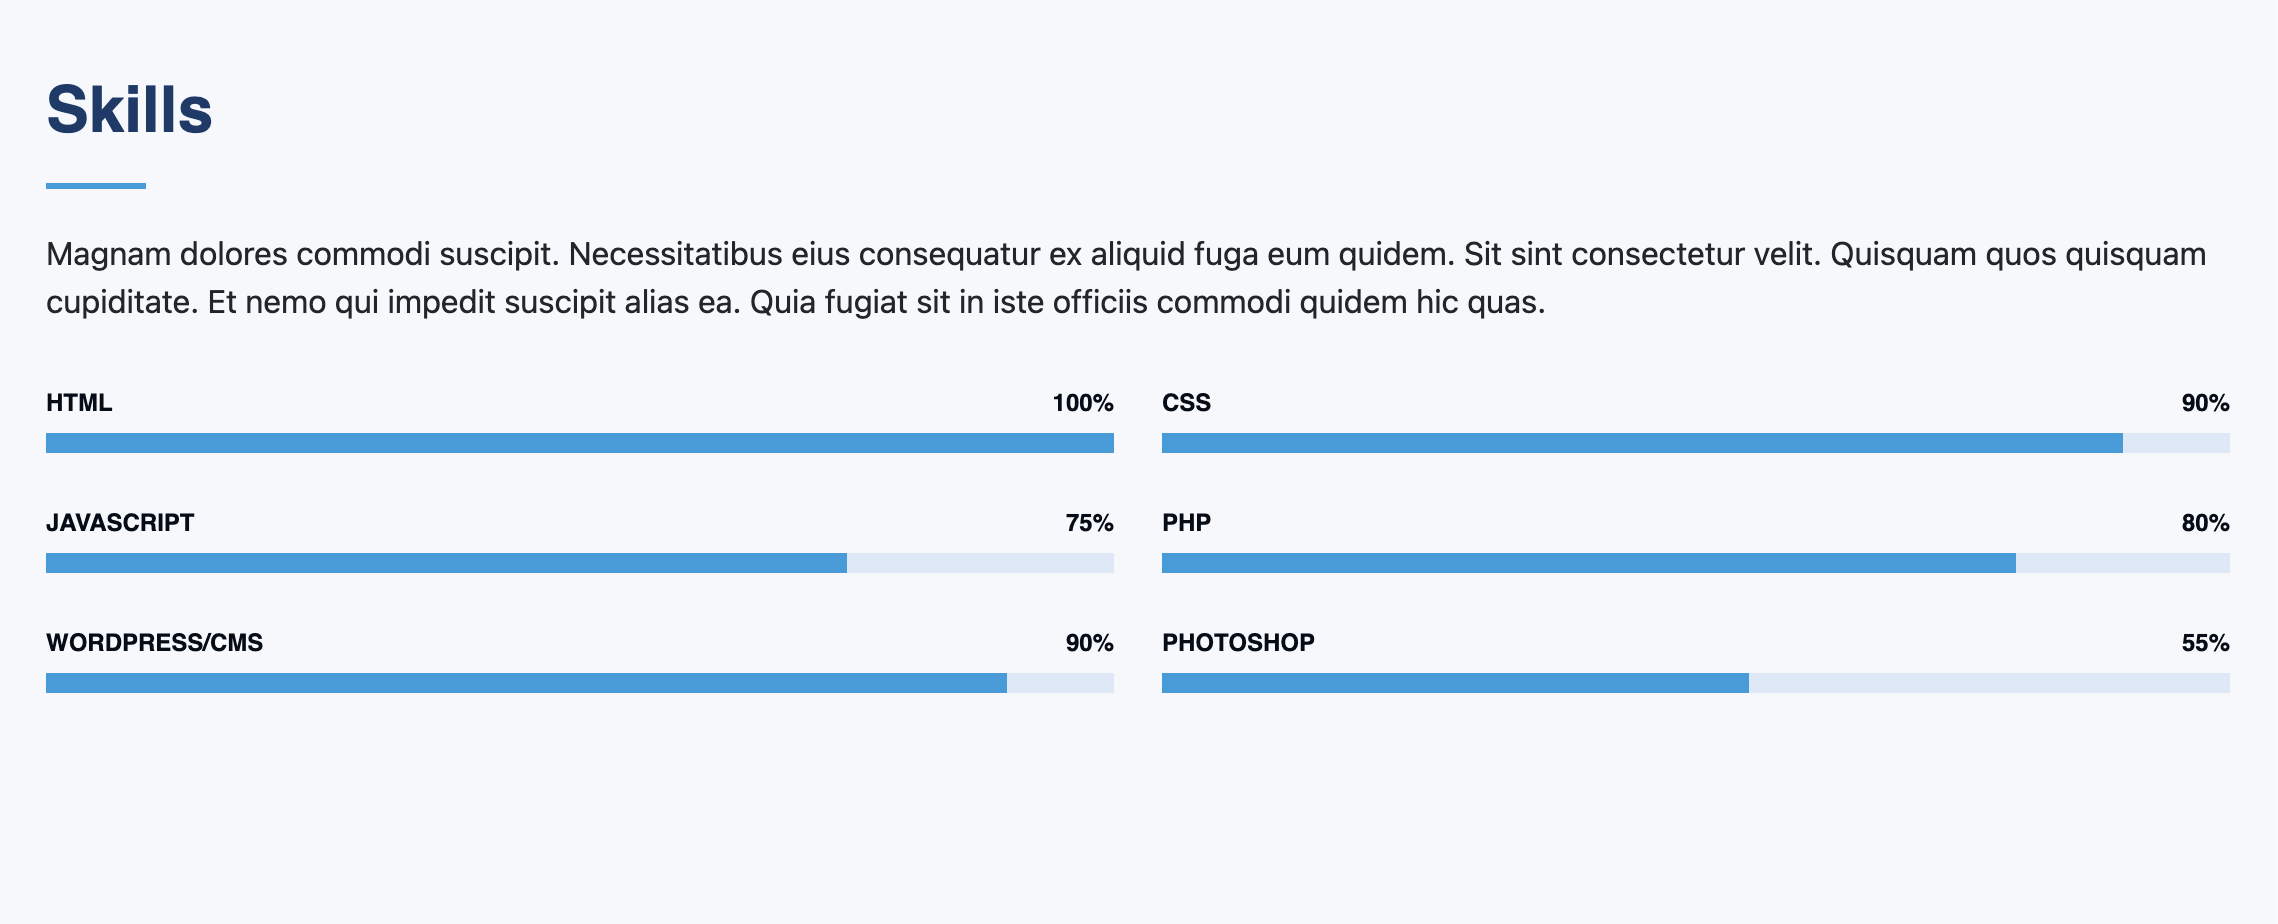 Skills
Magnam dolores commodi suscipit. Necessitatibus eius consequatur ex aliquid fuga eum quidem. Sit sint consectetur velit. Quisquam quos quisquam
cupiditate. Et nemo qui impedit suscipit alias ea. Quia fugiat sit in iste officiis commodi quidem hic quas.
HTML 100% CSS 90%
JAVASCRIPT 75% PHP 80%
WORDPRESS/CMS 90% PHOTOSHOP 55%